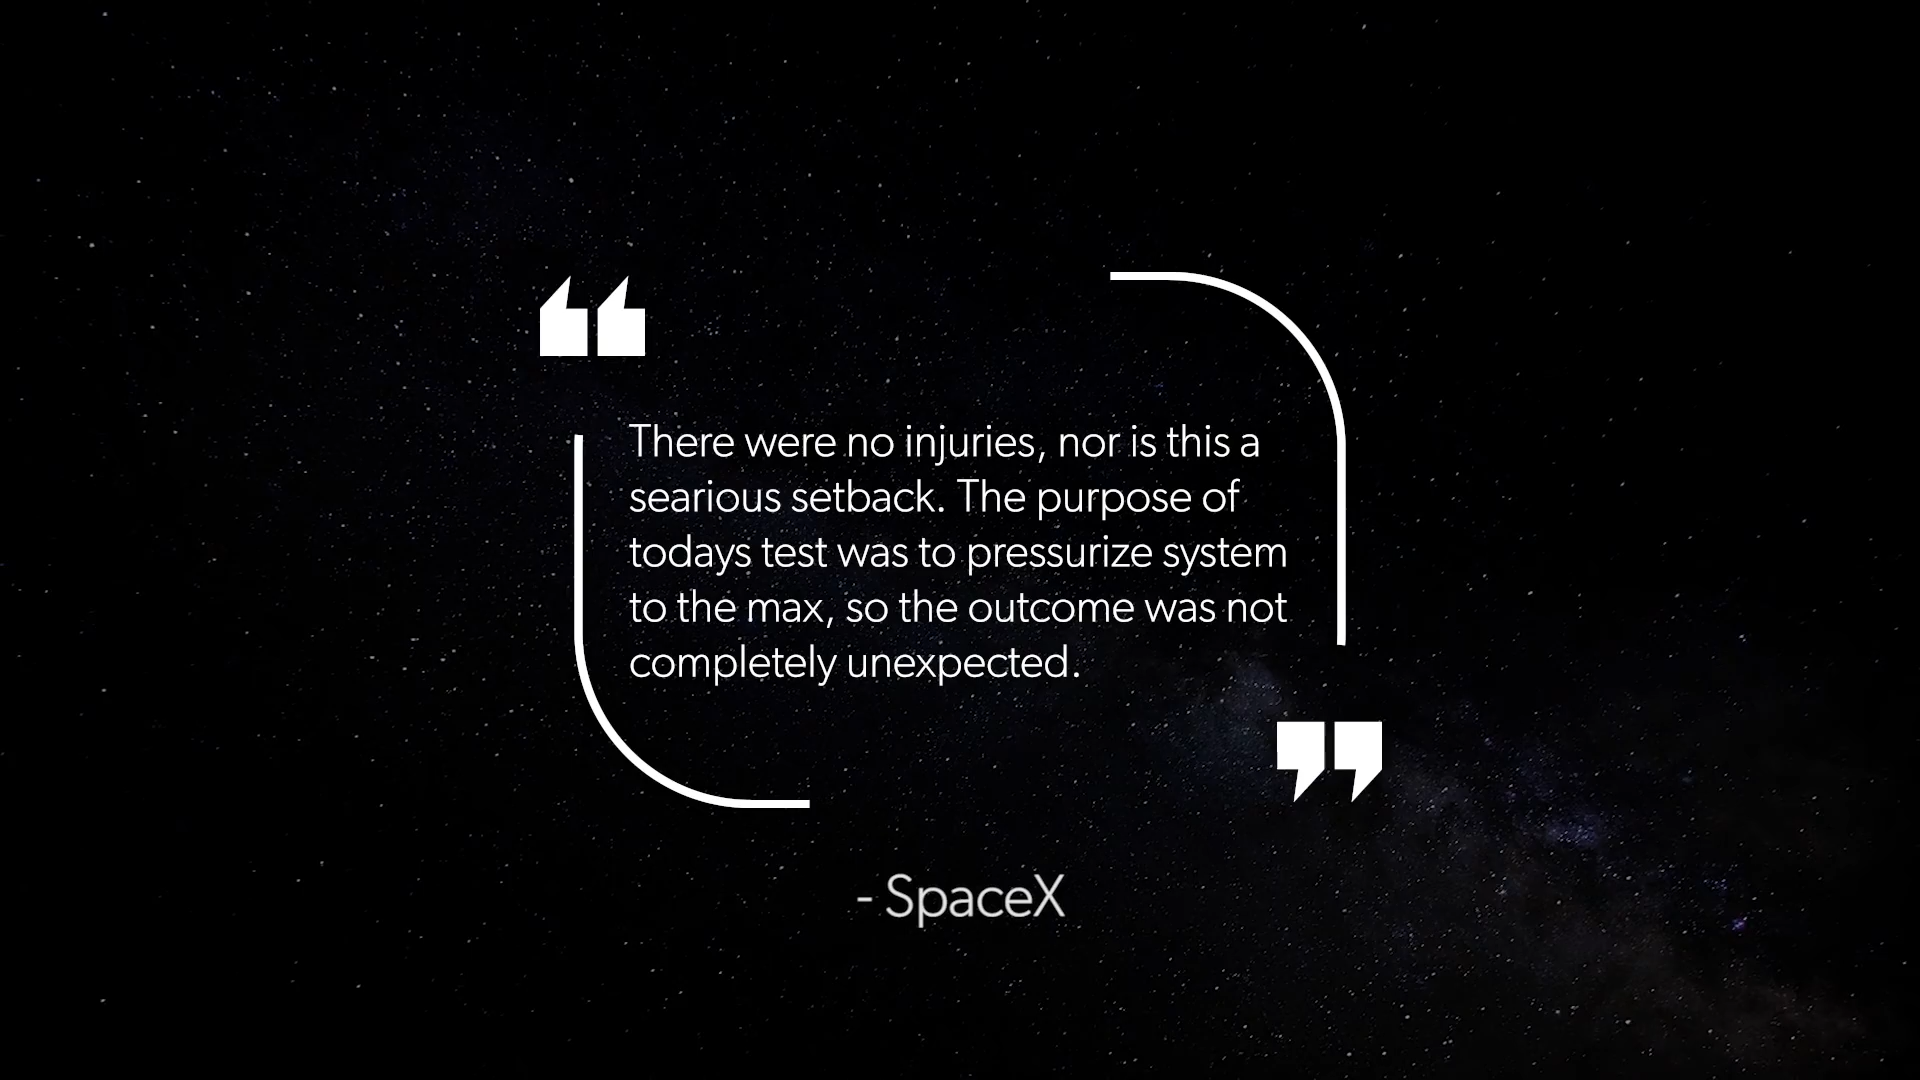 There were no injuries, nor is this a
searious setback. The purpose of
todays test was to pressurize system
to the max, so the outcome was not
completely unexpected.
- SpaceX